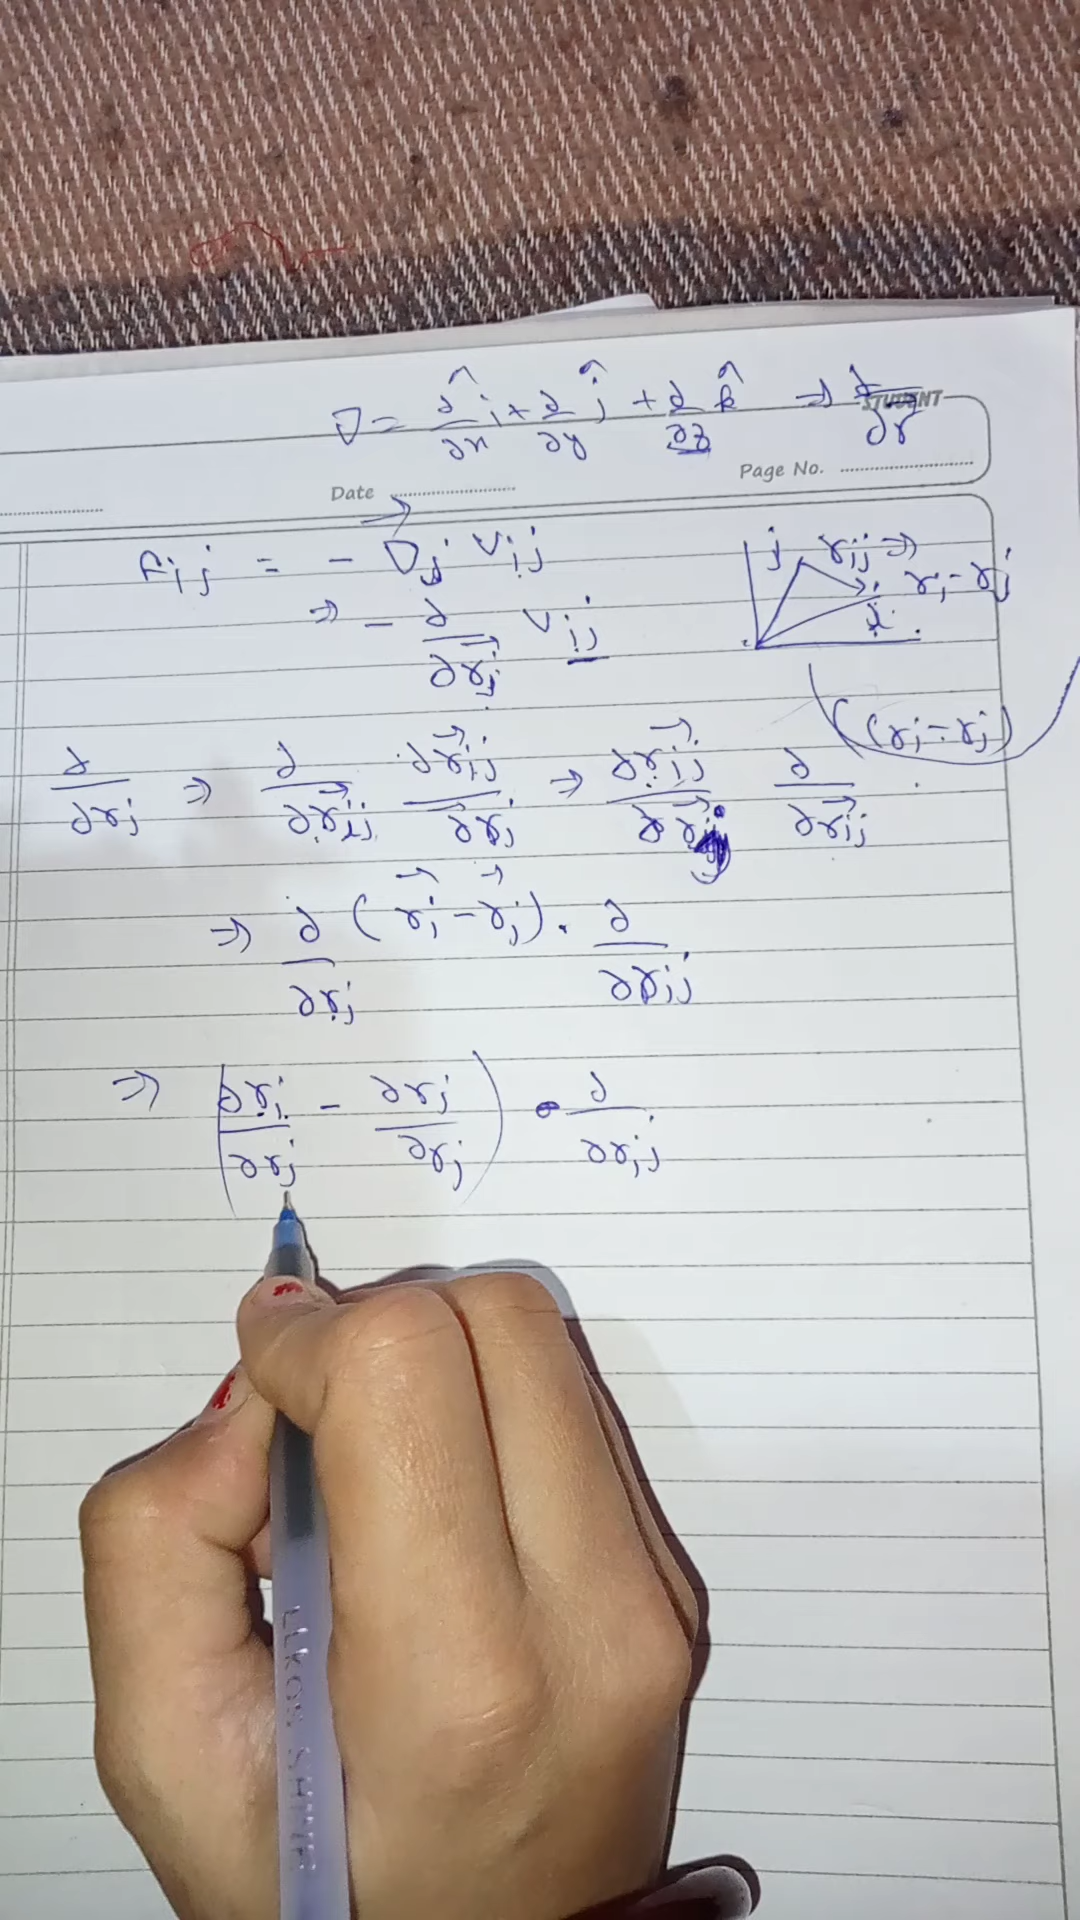 ∇ = ∂/∂x î + ∂/∂y ĵ + ∂/∂z k̂ ⇒ ∂/∂r⃗
STUDENT
Date
Page No.
F i j = - ∇⃗j Vij
⇒ - ∂/∂r⃗j Vij
j rij ⇒ ri - rj
i
(ri - rj)
∂/∂rj ⇒ ∂/∂r⃗ij ∂r⃗ij/∂r⃗j ⇒ ∂r⃗ij/∂r⃗j ∂/∂r⃗ij
⇒ ∂/∂rj (r⃗i - r⃗j) . ∂/∂rij
⇒ (∂ri/∂rj - ∂rj/∂rj) • ∂/∂rij